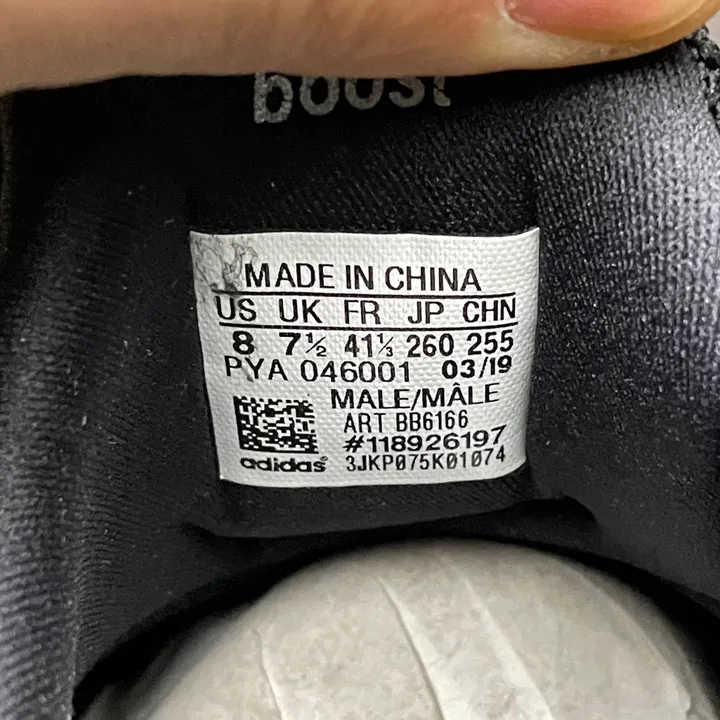 boost
MADE IN CHINA
US UK FR JP CHN
8 7½ 41⅓ 260 255
PYA 046001 03/19
MALE/MÂLE
ART BB6166
#118926197
adidas® 3JKP075K01074